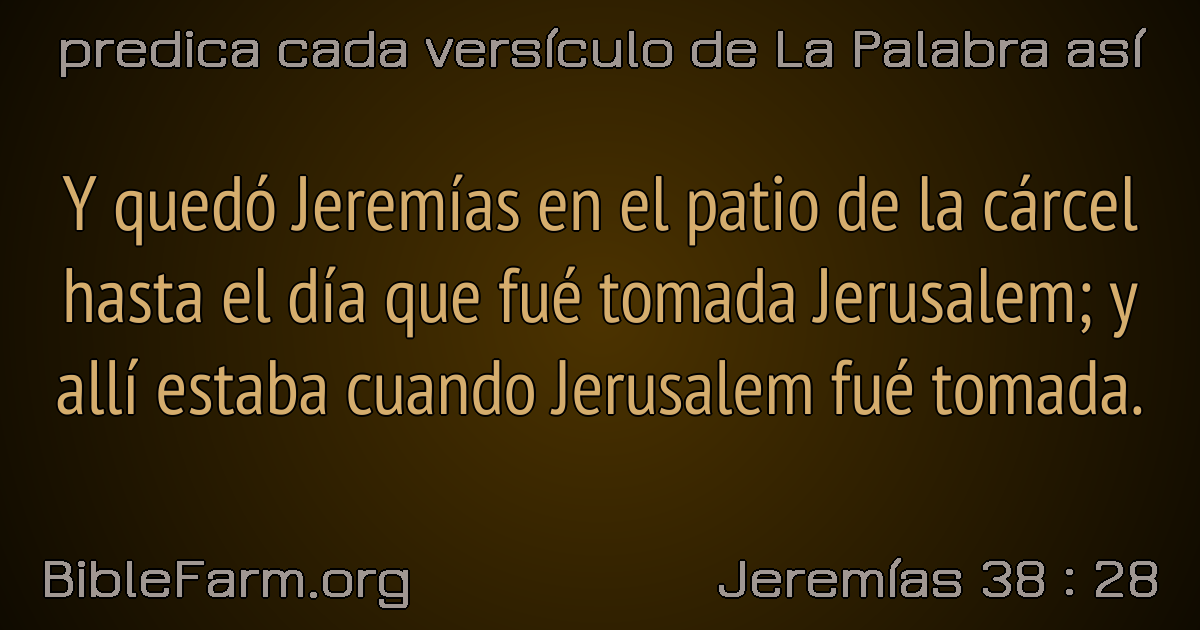 predica cada versículo de La Palabra así
Y quedó Jeremías en el patio de la cárcel
hasta el día que fué tomada Jerusalem; y
allí estaba cuando Jerusalem fué tomada.
BibleFarm.org
Jeremías 38 : 28